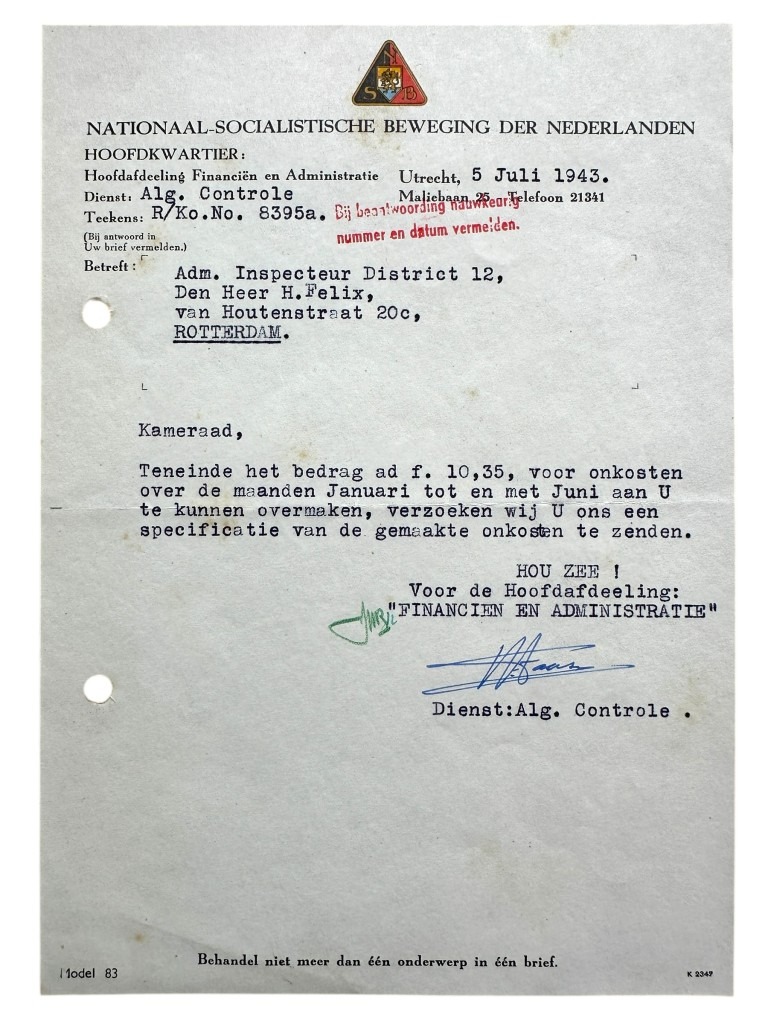 N
S B
NATIONAAL-SOCIALISTISCHE BEWEGING DER NEDERLANDEN
HOOFDKWARTIER:
Hoofdafdeeling Financiën en Administratie Utrecht, 5 Juli 1943.
Dienst: Alg. Controle Maliebaan 25 Telefoon 21341
Teekens: R/Ko.No. 8395a. Bij beantwoording nauwkeurig
nummer en datum vermelden.
(Bij antwoord in
Uw brief vermelden.)
Betreft:
Adm. Inspecteur District 12,
Den Heer H.Felix,
van Houtenstraat 20c,
ROTTERDAM.
Kameraad,
Teneinde het bedrag ad f. 10,35, voor onkosten
over de maanden Januari tot en met Juni aan U
te kunnen overmaken, verzoeken wij U ons een
specificatie van de gemaakte onkosten te zenden.
HOU ZEE !
Voor de Hoofdafdeeling:
"FINANCIEN EN ADMINISTRATIE"
Dienst:Alg. Controle .
Behandel niet meer dan één onderwerp in één brief.
Model 83 K 2347